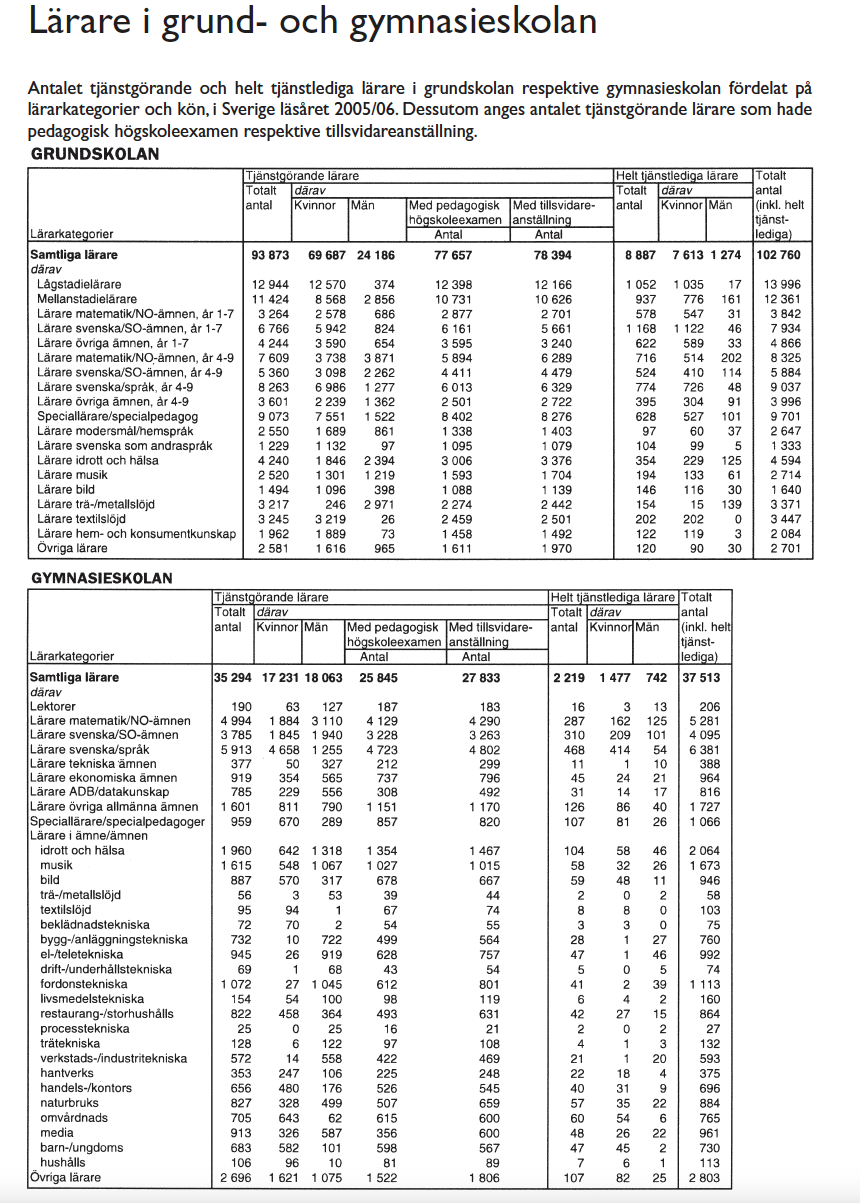 Lärare i grund- och gymnasieskolan
Antalet tjänstgörande och helt tjänstlediga lärare i grundskolan respektive gymnasieskolan fördelat på
lärarkategorier och kön, i Sverige läsåret 2005/06. Dessutom anges antalet tjänstgörande lärare som hade
pedagogisk högskoleexamen respektive tillsvidareanställning.
GRUNDSKOLAN
Tjänstgörande lärare Helt tjänstlediga lärare Totalt
Totalt därav Totalt därav antal
antal Kvinnor Män Med pedagogisk Med tillsvidare- antal Kvinnor Män (inkl. helt
högskoleexamen anställning tjänst-
Lärarkategorier Antal Antal lediga)
Samtliga lärare 93 873 69 687 24 186 77 657 78 394 8 887 7 613 1 274 102 760
därav
Lågstadielärare 12 944 12 570 374 12 398 12 166 1 052 1 035 17 13 996
Mellanstadielärare 11 424 8 568 2 856 10 731 10 626 937 776 161 12 361
Lärare matematik/NO-ämnen, år 1-7 3 264 2 578 686 2 877 2 701 578 547 31 3 842
Lärare svenska/SO-ämnen, år 1-7 6 766 5 942 824 6 161 5 661 1 168 1 122 46 7 934
Lärare övriga ämnen, år 1-7 4 244 3 590 654 3 595 3 240 622 589 33 4 866
Lärare matematik/NO-ämnen, år 4-9 7 609 3 738 3 871 5 894 6 289 716 514 202 8 325
Lärare svenska/SO-ämnen, år 4-9 5 360 3 098 2 262 4 411 4 479 524 410 114 5 884
Lärare svenska/språk, år 4-9 8 263 6 986 1 277 6 013 6 329 774 726 48 9 037
Lärare övriga ämnen, år 4-9 3 601 2 239 1 362 2 501 2 722 395 304 91 3 996
Speciallärare/specialpedagog 9 073 7 551 1 522 8 402 8 276 628 527 101 9 701
Lärare modersmål/hemspråk 2 550 1 689 861 1 338 1 403 97 60 37 2 647
Lärare svenska som andraspråk 1 229 1 132 97 1 095 1 079 104 99 5 1 333
Lärare idrott och hälsa 4 240 1 846 2 394 3 006 3 376 354 229 125 4 594
Lärare musik 2 520 1 301 1 219 1 593 1 704 194 133 61 2 714
Lärare bild 1 494 1 096 398 1 088 1 139 146 116 30 1 640
Lärare trä-/metallslöjd 3 217 246 2 971 2 274 2 442 154 15 139 3 371
Lärare textilslöjd 3 245 3 219 26 2 459 2 501 202 202 0 3 447
Lärare hem- och konsumentkunskap 1 962 1 889 73 1 458 1 492 122 119 3 2 084
Övriga lärare 2 581 1 616 965 1 611 1 970 120 90 30 2 701
GYMNASIESKOLAN
Tjänstgörande lärare Helt tjänstlediga lärare Totalt
Totalt därav Totalt därav antal
antal Kvinnor Män Med pedagogisk Med tillsvidare- antal Kvinnor Män (inkl. helt
högskoleexamen anställning tjänst-
Lärarkategorier Antal Antal lediga)
Samtliga lärare 35 294 17 231 18 063 25 845 27 833 2 219 1 477 742 37 513
därav
Lektorer 190 63 127 187 183 16 3 13 206
Lärare matematik/NO-ämnen 4 994 1 884 3 110 4 129 4 290 287 162 125 5 281
Lärare svenska/SO-ämnen 3 785 1 845 1 940 3 228 3 263 310 209 101 4 095
Lärare svenska/språk 5 913 4 658 1 255 4 723 4 802 468 414 54 6 381
Lärare tekniska ämnen 377 50 327 212 299 11 1 10 388
Lärare ekonomiska ämnen 919 354 565 737 796 45 24 21 964
Lärare ADB/datakunskap 785 229 556 308 492 31 14 17 816
Lärare övriga allmänna ämnen 1 601 811 790 1 151 1 170 126 86 40 1 727
Speciallärare/specialpedagoger 959 670 289 857 820 107 81 26 1 066
Lärare i ämne/ämnen
idrott och hälsa 1 960 642 1 318 1 354 1 467 104 58 46 2 064
musik 1 615 548 1 067 1 027 1 015 58 32 26 1 673
bild 887 570 317 678 667 59 48 11 946
trä-/metallslöjd 56 3 53 39 44 2 0 2 58
textilslöjd 95 94 1 67 74 8 8 0 103
beklädnadstekniska 72 70 2 54 55 3 3 0 75
bygg-/anläggningstekniska 732 10 722 499 564 28 1 27 760
el-/teletekniska 945 26 919 628 757 47 1 46 992
drift-/underhållstekniska 69 1 68 43 54 5 0 5 74
fordonstekniska 1 072 27 1 045 612 801 41 2 39 1 113
livsmedelstekniska 154 54 100 98 119 6 4 2 160
restaurang-/storhushålls 822 458 364 493 631 42 27 15 864
processtekniska 25 0 25 16 21 2 0 2 27
trätekniska 128 6 122 97 108 4 1 3 132
verkstads-/industritekniska 572 14 558 422 469 21 1 20 593
hantverks 353 247 106 225 248 22 18 4 375
handels-/kontors 656 480 176 526 545 40 31 9 696
naturbruks 827 328 499 507 659 57 35 22 884
omvårdnads 705 643 62 615 600 60 54 6 765
media 913 326 587 356 600 48 26 22 961
barn-/ungdoms 683 582 101 598 567 47 45 2 730
hushålls 106 96 10 81 89 7 6 1 113
Övriga lärare 2 696 1 621 1 075 1 522 1 806 107 82 25 2 803